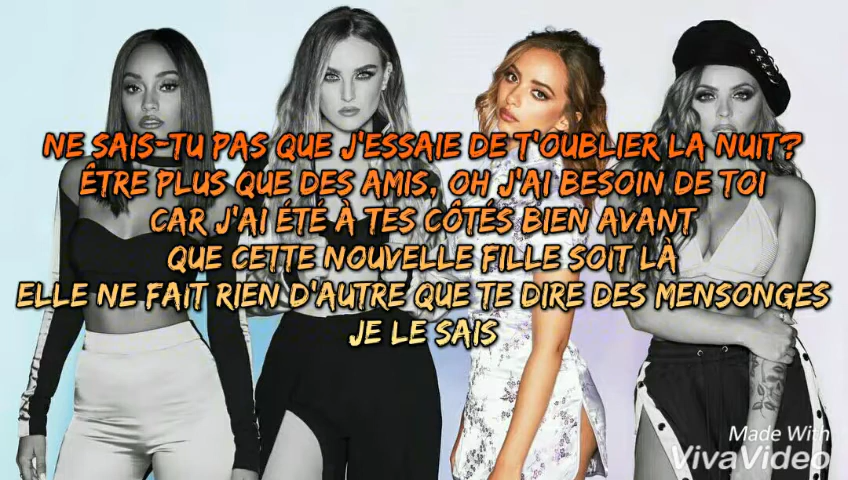 NE SAIS-TU PAS QUE J'ESSAIE DE T'OUBLIER LA NUIT?
ÊTRE PLUS QUE DES AMIS, OH J'AI BESOIN DE TOI
CAR J'AI ÉTÉ À TES CÔTES BIEN AVANT
QUE CETTE NOUVELLE FILLE SOIT LÀ
ELLE NE FAIT RIEN D'AUTRE QUE TE DIRE DES MENSONGES
JE LE SAIS
Made With
VivaVideo